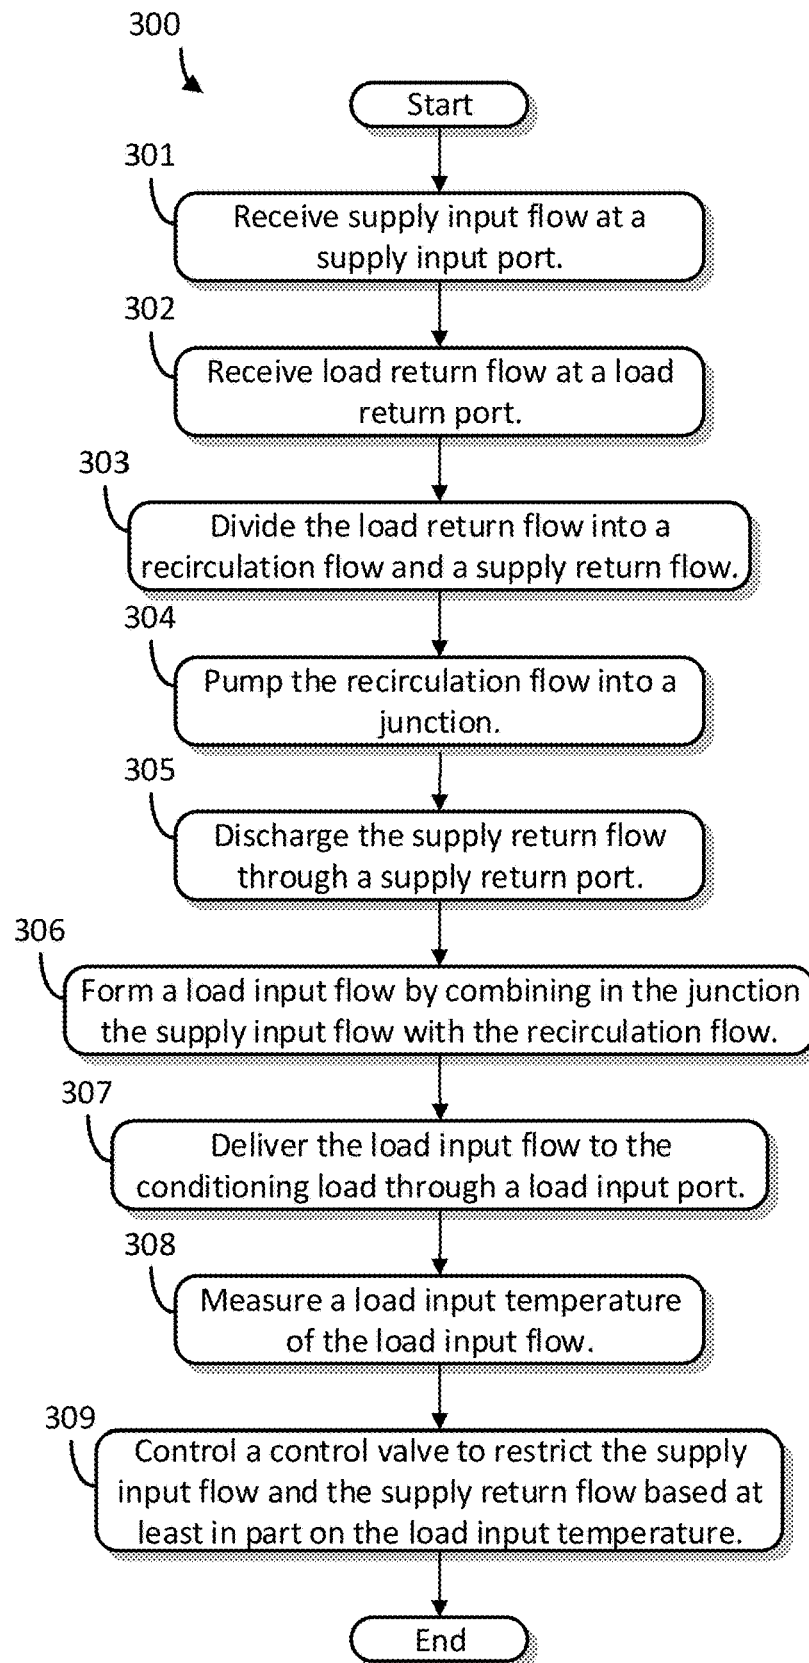 300
Start
301
Receive supply input flow at a
supply input port.
302
Receive load return flow at a load
return port.
303
Divide the load return flow into a
recirculation flow and a supply return flow.
304
Pump the recirculation flow into a
junction.
305
Discharge the supply return flow
through a supply return port.
306
Form a load input flow by combining in the junction
the supply input flow with the recirculation flow.
307
Deliver the load input flow to the
conditioning load through a load input port.
308
Measure a load input temperature
of the load input flow.
309
Control a control valve to restrict the supply
input flow and the supply return flow based at
least in part on the load input temperature.
End